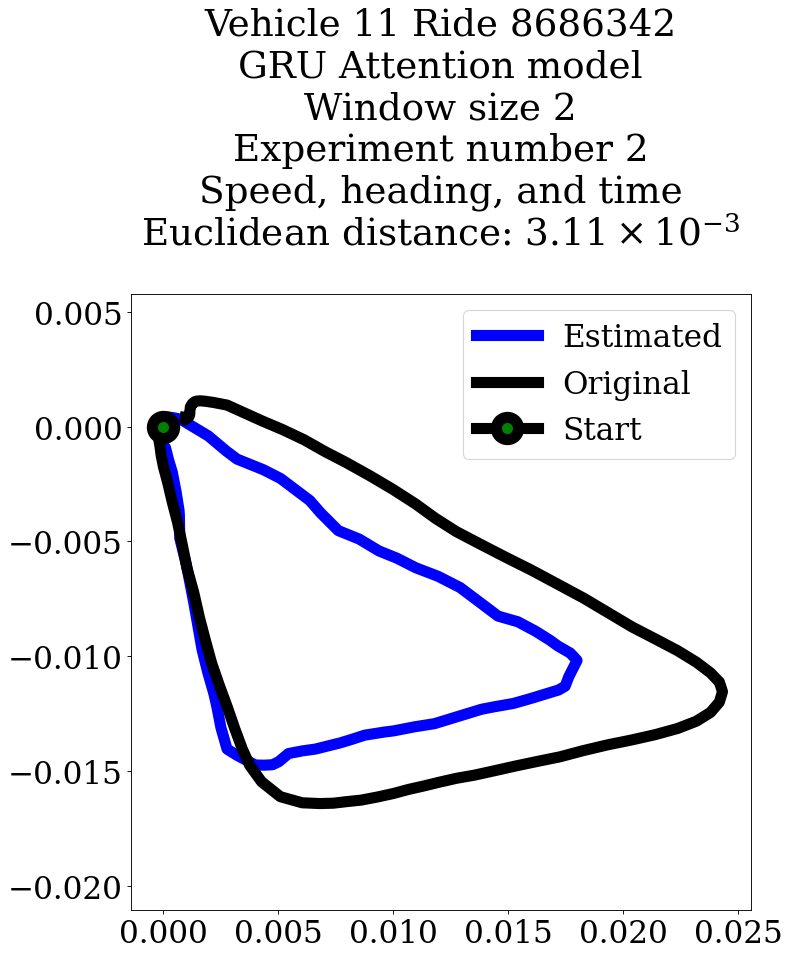 Vehicle 11 Ride 8686342
GRU Attention model
Window size 2
Experiment number 2
Speed, heading, and time
Euclidean distance: 3.11 × 10⁻³
0.005
0.000
−0.005
−0.010
−0.015
−0.020
Estimated
Original
Start
0.000 0.005 0.010 0.015 0.020 0.025